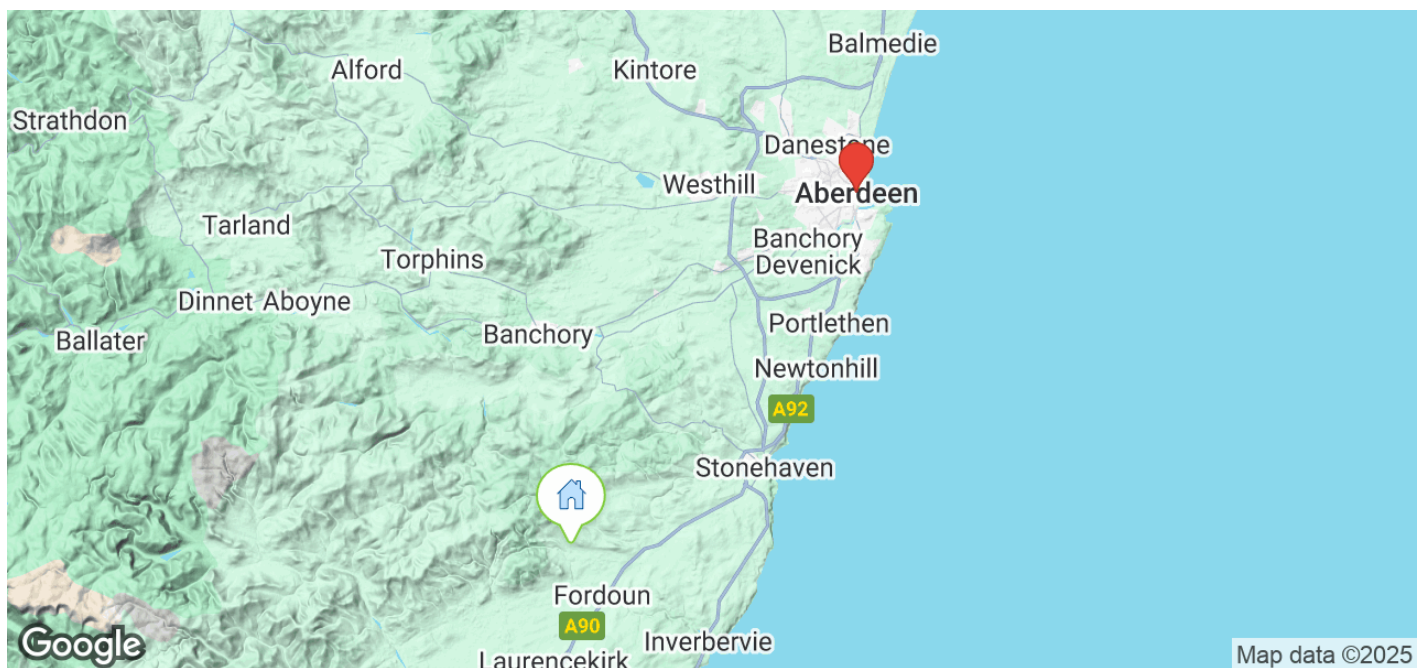 Balmedie
Alford
Kintore
Strathdon
Danestone
Westhill
Aberdeen
Tarland
Banchory
Devenick
Torphins
Dinnet
Aboyne
Portlethen
Banchory
Ballater
Newtonhill
A92
Stonehaven
Fordoun
A90
Inverbervie
Laurencekirk
Google
Map data ©2025